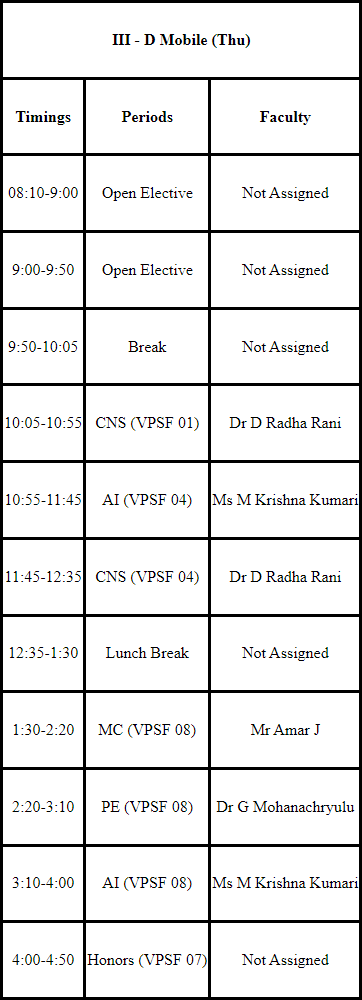 III - D Mobile (Thu)
Timings Periods Faculty
08:10-9:00 Open Elective Not Assigned
9:00-9:50 Open Elective Not Assigned
9:50-10:05 Break Not Assigned
10:05-10:55 CNS (VPSF 01) Dr D Radha Rani
10:55-11:45 AI (VPSF 04) Ms M Krishna Kumari
11:45-12:35 CNS (VPSF 04) Dr D Radha Rani
12:35-1:30 Lunch Break Not Assigned
1:30-2:20 MC (VPSF 08) Mr Amar J
2:20-3:10 PE (VPSF 08) Dr G Mohanachryulu
3:10-4:00 AI (VPSF 08) Ms M Krishna Kumari
4:00-4:50 Honors (VPSF 07) Not Assigned